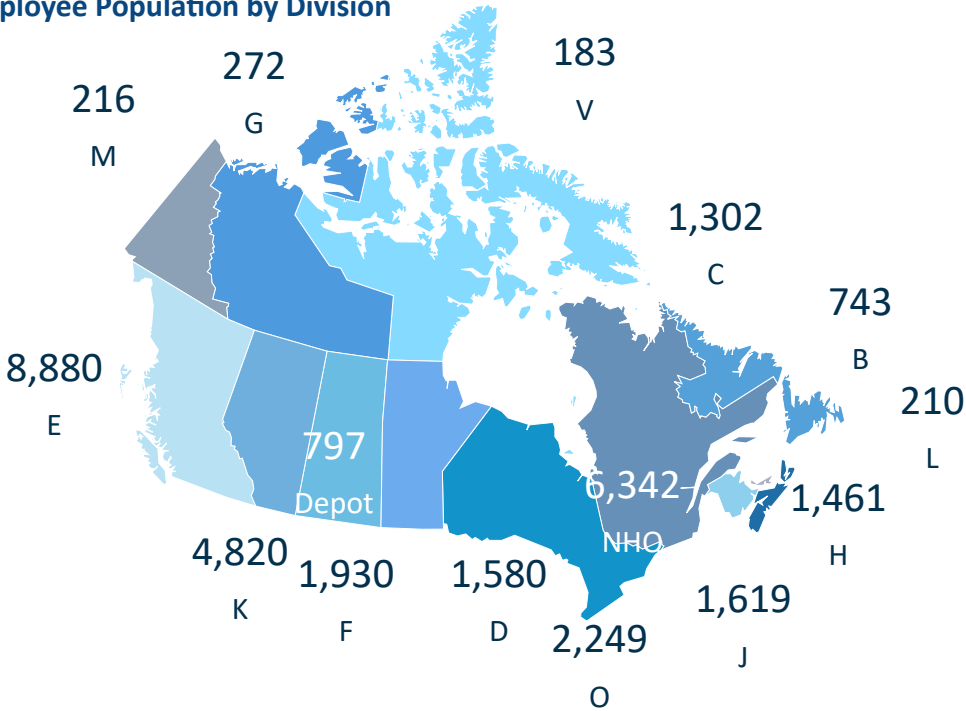 ployee Population by Division
183
V
272
G
216
M
1,302
C
743
B
8,880
E
210
L
797
Depot
6,342
NHQ
1,461
H
4,820
K
1,930
F
1,580
D
1,619
J
2,249
O